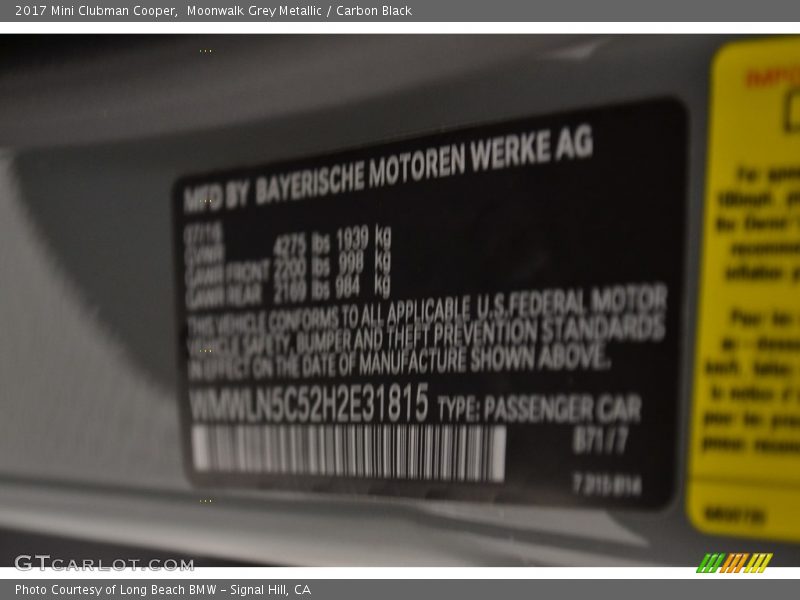 2017 Mini Clubman Cooper,  Moonwalk Grey Metallic / Carbon Black
MFD BY BAYERISCHE MOTOREN WERKE AG
07/16
GVWR 4275 lbs 1939 kg
GAWR FRONT 2200 lbs 998 kg
GAWR REAR 2169 lbs 984 kg
THIS VEHICLE CONFORMS TO ALL APPLICABLE U.S.FEDERAL MOTOR
VEHICLE SAFETY, BUMPER AND THEFT PREVENTION STANDARDS
IN EFFECT ON THE DATE OF MANUFACTURE SHOWN ABOVE.
WMWLN5C52H2E31815 TYPE: PASSENGER CAR
B71/7
GTCARLOT.COM
Photo Courtesy of Long Beach BMW – Signal Hill, CA